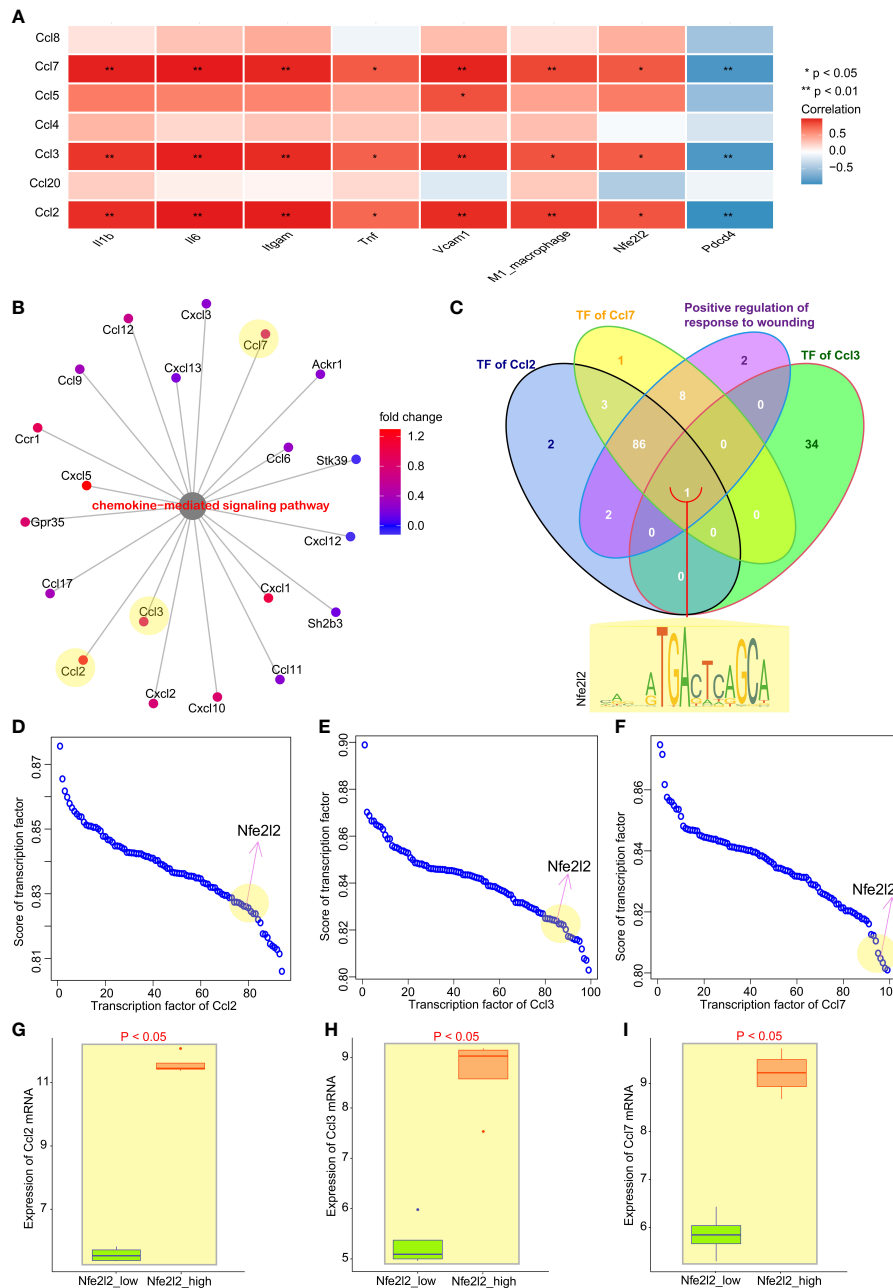 A
Ccl8
Ccl7
Ccl5
Ccl4
Ccl3
Ccl20
Ccl2
** ** ** * ** ** * **
*
** ** ** * ** * * **
** ** ** * ** ** * **
Il1b
Il6
Itgam
Tnf
Vcam1
M1_macrophage
Nfe2l2
Pdcd4
* p < 0.05
** p < 0.01
Correlation
0.5
0.0
−0.5
B
Cxcl3
Ccl12
Ccl7
Cxcl13
Ackr1
Ccl9
Ccr1
Ccl6
Stk39
Cxcl5
chemokine−mediated signaling pathway
Gpr35
Cxcl12
Ccl17
Cxcl1
Ccl3
Sh2b3
Ccl2
Ccl11
Cxcl2
Cxcl10
fold change
1.2
0.8
0.4
0.0
C
TF of Ccl7
Positive regulation of
response to wounding
TF of Ccl2
TF of Ccl3
1
2
3
8
0
2
86
0
34
1
2
0
0
0
0
Nfe2l2
TGACTCAGCA
D
Score of transcription factor
0.87
0.85
0.83
0.81
Nfe2l2
0 20 40 60 80
Transcription factor of Ccl2
E
Score of transcription factor
0.90
0.88
0.86
0.84
0.82
0.80
Nfe2l2
0 20 40 60 80 100
Transcription factor of Ccl3
F
Score of transcription factor
0.86
0.84
0.82
0.80
Nfe2l2
0 20 40 60 80 100
Transcription factor of Ccl7
G
P < 0.05
Expression of Ccl2 mRNA
11
9
7
Nfe2l2_low Nfe2l2_high
H
P < 0.05
Expression of Ccl3 mRNA
9
8
7
6
5
Nfe2l2_low Nfe2l2_high
I
P < 0.05
Expression of Ccl7 mRNA
9
8
7
6
Nfe2l2_low Nfe2l2_high